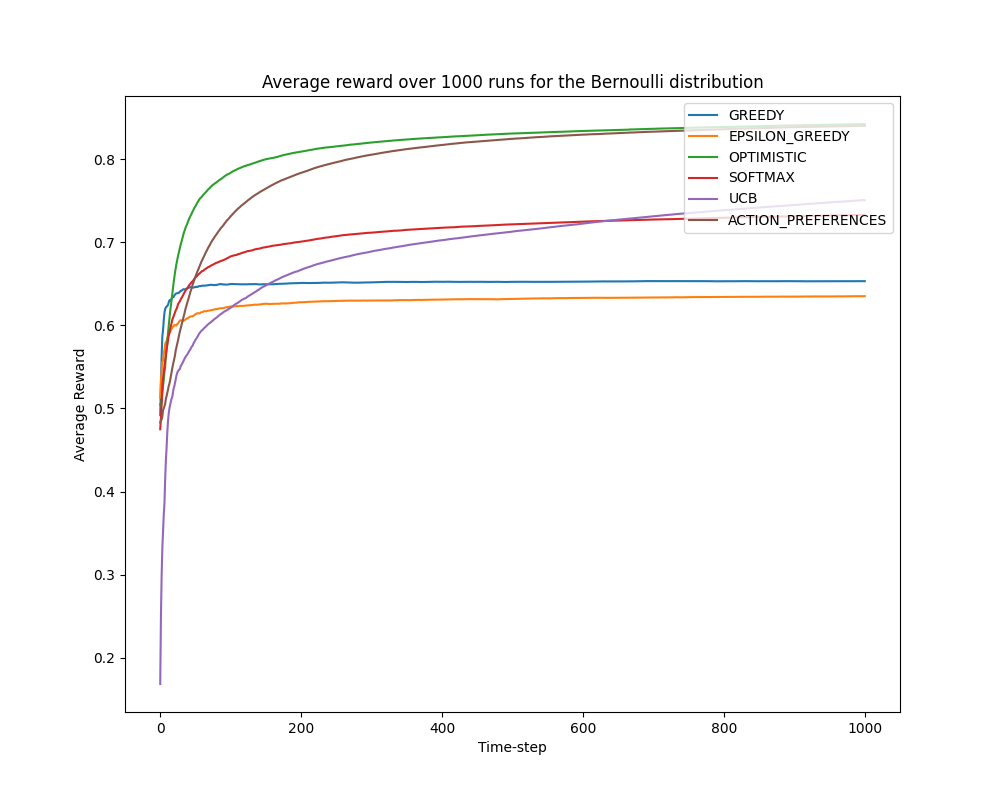 Average reward over 1000 runs for the Bernoulli distribution
GREEDY
EPSILON_GREEDY
OPTIMISTIC
SOFTMAX
UCB
ACTION_PREFERENCES
Average Reward
0.8
0.7
0.6
0.5
0.4
0.3
0.2
0 200 400 600 800 1000
Time-step